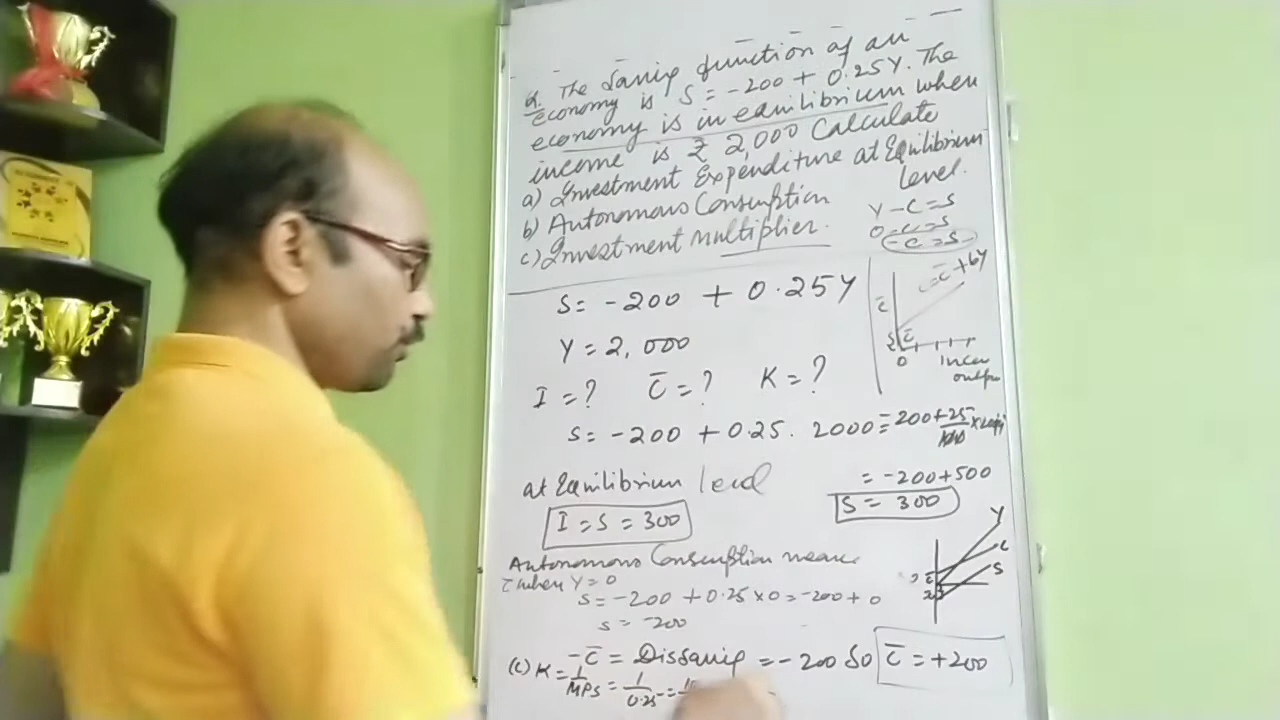 Q. The Saving function of an
economy is S = -200 + 0.25Y. The
economy is in equilibrium when
income is ₹ 2,000 Calculate
a) Investment Expenditure at Equilibrium
Level.
b) Autonomous Consumption
c) Investment multiplier.
Y - C = S
0 - C = S
- C = S
S = -200 + 0.25Y
Y = 2,000
I = ? C̄ = ? K = ?
C = C̄ + bY
C̄
0
S = -200 + 0.25. 2000 = -200 + 25/100
= -200 + 500
S = 300
at Equilibrium level
I = S = 300
Y
C
S
Autonomous Consumption means
C̄ when Y = 0
S = -200 + 0.25 x 0 = -200 + 0
S = -200
-C̄ = Dissaving = -200 So C̄ = +200
(c) K = 1/MPS = 1/0.25 =